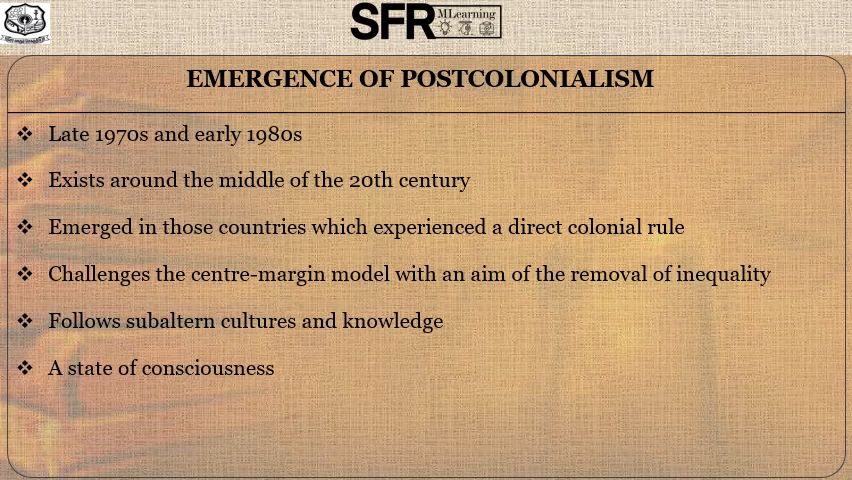 SFR MLearning
EMERGENCE OF POSTCOLONIALISM
❖ Late 1970s and early 1980s
❖ Exists around the middle of the 20th century
❖ Emerged in those countries which experienced a direct colonial rule
❖ Challenges the centre-margin model with an aim of the removal of inequality
❖ Follows subaltern cultures and knowledge
❖ A state of consciousness